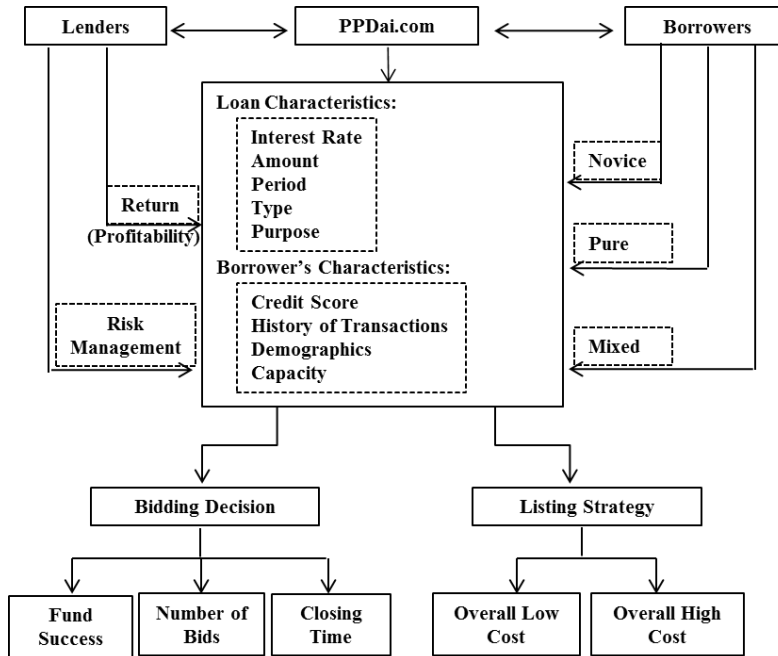 Lenders
PPDai.com
Borrowers
Loan Characteristics:
Interest Rate
Amount
Period
Type
Purpose
Borrower's Characteristics:
Credit Score
History of Transactions
Demographics
Capacity
Return
(Profitability)
Risk
Management
Novice
Pure
Mixed
Bidding Decision
Listing Strategy
Fund
Success
Number of
Bids
Closing
Time
Overall Low
Cost
Overall High
Cost